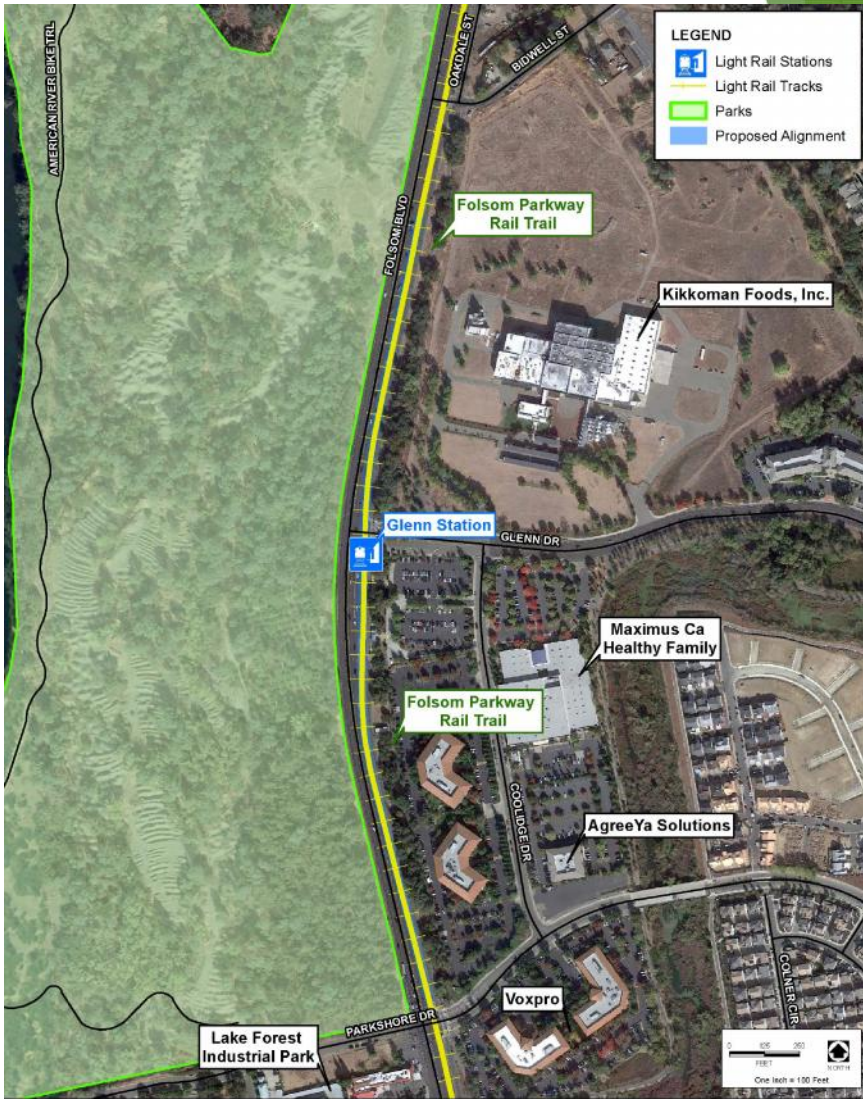 LEGEND
Light Rail Stations
Light Rail Tracks
Parks
Proposed Alignment
AMERICAN RIVER BIKE TRL
OAKDALE ST
BIDWELL ST
FOLSOM BLVD
Folsom Parkway
Rail Trail
Kikkoman Foods, Inc.
Glenn Station
GLENN DR
Maximus Ca
Healthy Family
Folsom Parkway
Rail Trail
COOLIDGE DR
AgreeYa Solutions
Voxpro
COLNER CIR
PARKSHORE DR
Lake Forest
Industrial Park
0 125 250
FEET
NORTH
One Inch = 100 Feet